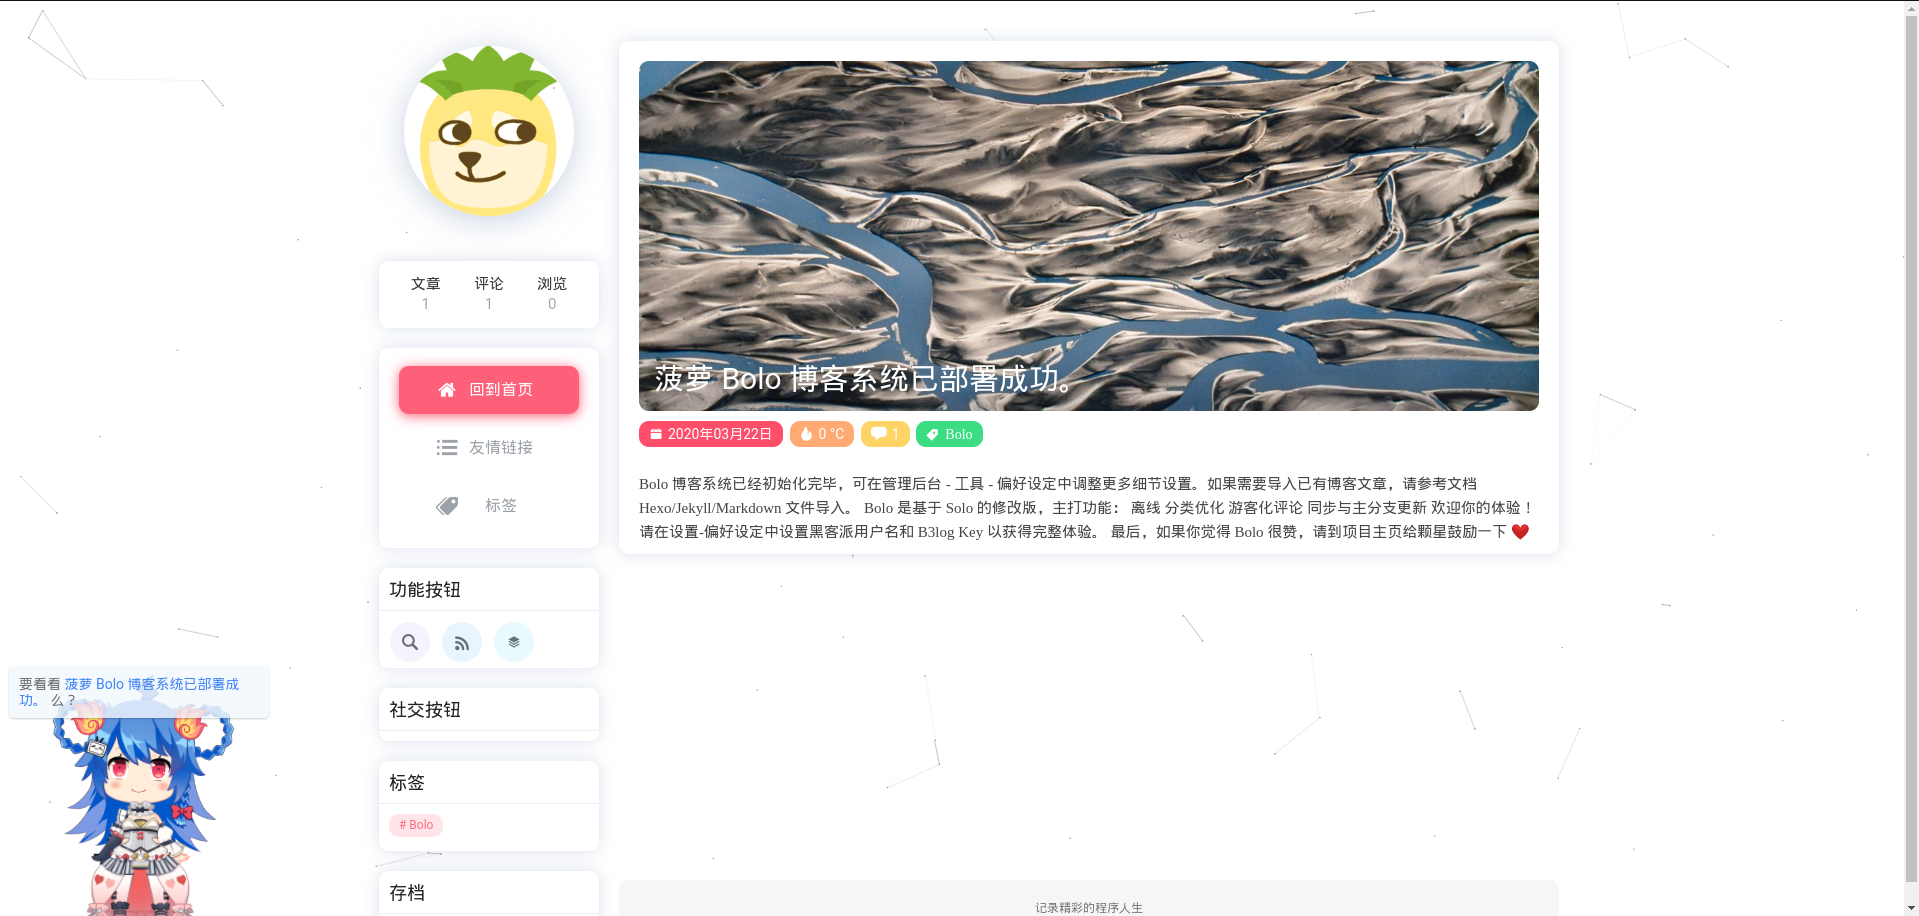 文章 评论 浏览
1 1 0
回到首页
友情链接
标签
功能按钮
社交按钮
标签
# Bolo
存档
菠萝 Bolo 博客系统已部署成功。
2020年03月22日 0 °C 1 Bolo
Bolo 博客系统已经初始化完毕，可在管理后台 - 工具 - 偏好设定中调整更多细节设置。如果需要导入已有博客文章，请参考文档
Hexo/Jekyll/Markdown 文件导入。 Bolo 是基于 Solo 的修改版，主打功能： 离线 分类优化 游客化评论 同步与主分支更新 欢迎你的体验！
请在设置-偏好设定中设置黑客派用户名和 B3log Key 以获得完整体验。 最后，如果你觉得 Bolo 很赞，请到项目主页给颗星鼓励一下 ❤️
要看看 菠萝 Bolo 博客系统已部署成
功。 么？
记录精彩的程序人生